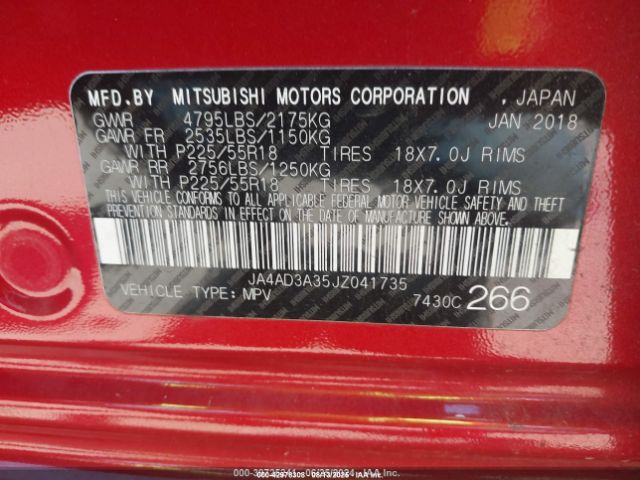 MFD.BY MITSUBISHI MOTORS CORPORATION , JAPAN
GWR 4795LBS/2175KG JAN 2018
GAWR FR 2535LBS/1150KG
WITH P225/55R18 TIRES 18X7.0J RIMS
GAWR RR 2756LBS/1250KG
WITH P225/55R18 TIRES 18X7.0J RIMS
THIS VEHICLE CONFORMS TO ALL APPLICABLE FEDERAL MOTOR VEHICLE SAFETY AND THEFT
PREVENTION STANDARDS IN EFFECT ON THE DATE OF MANUFACTURE SHOWN ABOVE.
JA4AD3A35JZ041735
VEHICLE TYPE: MPV 7430C 266